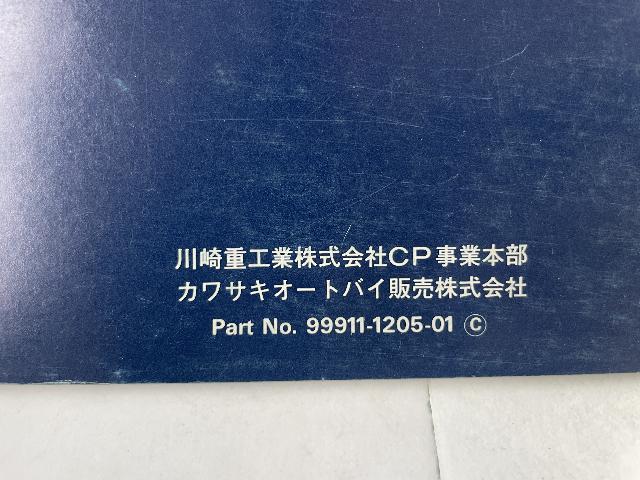 川崎重工業株式会社CP事業本部
カワサキオートバイ販売株式会社
Part No. 99911-1205-01 Ⓒ